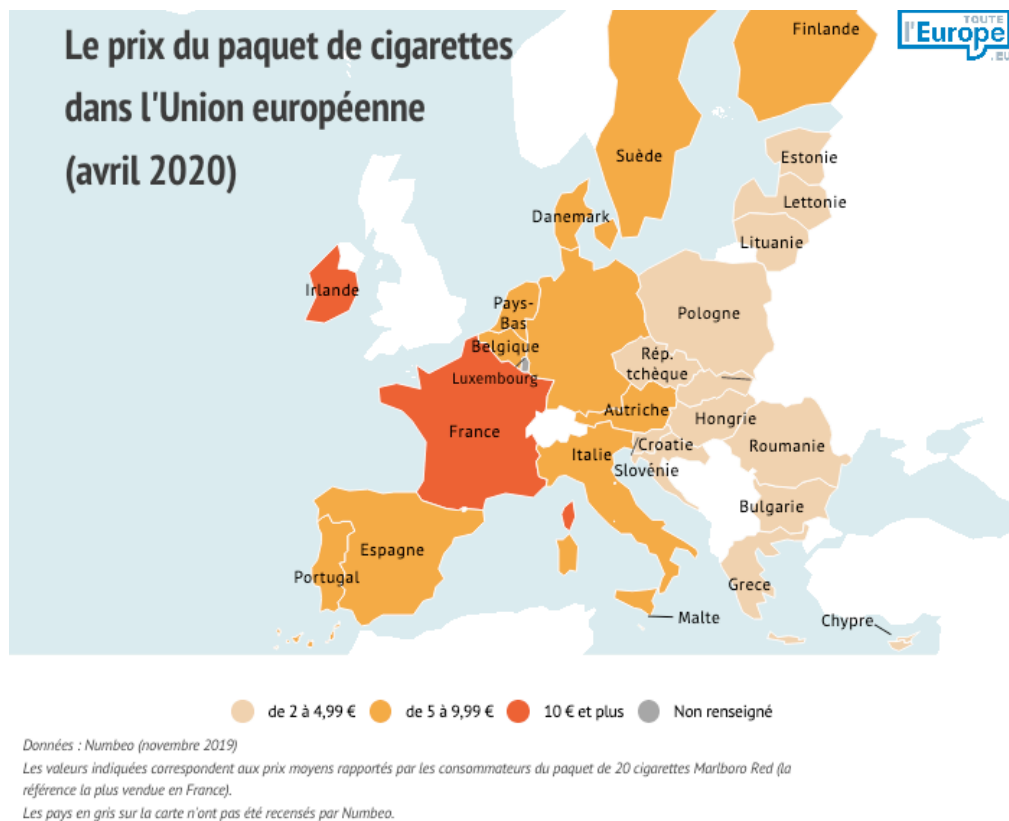 Le prix du paquet de cigarettes
dans l'Union européenne
(avril 2020)
TOUTE
l'Europe
.EU
Finlande
Suède
Estonie
Lettonie
Lituanie
Danemark
Irlande
Pays-
Bas
Pologne
Belgique
Rép.
tchèque
Luxembourg
Autriche
Hongrie
France
Croatie
Roumanie
Italie
Slovénie
Bulgarie
Espagne
Portugal
Grece
Malte
Chypre
de 2 à 4,99 €
de 5 à 9,99 €
10 € et plus
Non renseigné
Données : Numbeo (novembre 2019)
Les valeurs indiquées correspondent aux prix moyens rapportés par les consommateurs du paquet de 20 cigarettes Marlboro Red (la
référence la plus vendue en France).
Les pays en gris sur la carte n'ont pas été recensés par Numbeo.